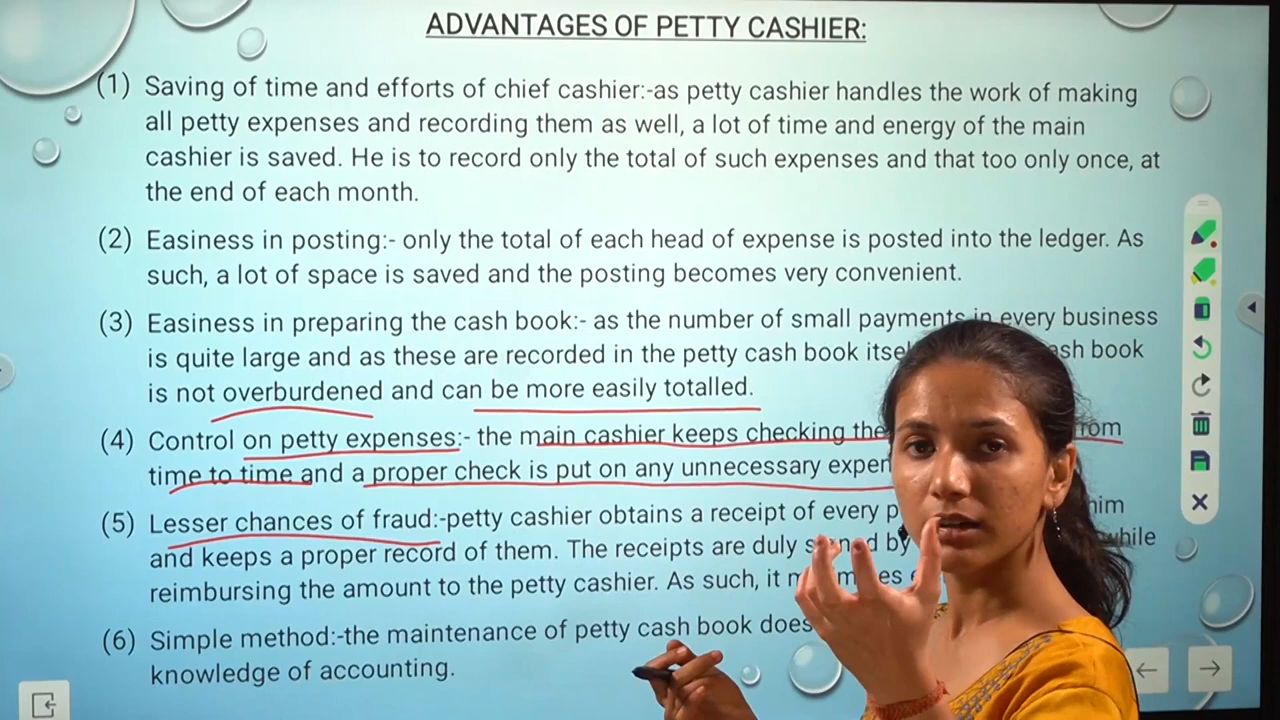 ADVANTAGES OF PETTY CASHIER:
(1) Saving of time and efforts of chief cashier:-as petty cashier handles the work of making
all petty expenses and recording them as well, a lot of time and energy of the main
cashier is saved. He is to record only the total of such expenses and that too only once, at
the end of each month.
(2) Easiness in posting:- only the total of each head of expense is posted into the ledger. As
such, a lot of space is saved and the posting becomes very convenient.
(3) Easiness in preparing the cash book:- as the number of small payments in every business
is quite large and as these are recorded in the petty cash book book
is not overburdened and can be more easily totalled.
(4) Control on petty expenses:- the main cashier keeps checking the
time to time and a proper check is put on any unnecessary
(5) Lesser chances of fraud:-petty cashier obtains a receipt of every him
and keeps a proper record of them. The receipts are duly by while
reimbursing the amount to the petty cashier. As such, it
(6) Simple method:-the maintenance of petty cash book does
knowledge of accounting.